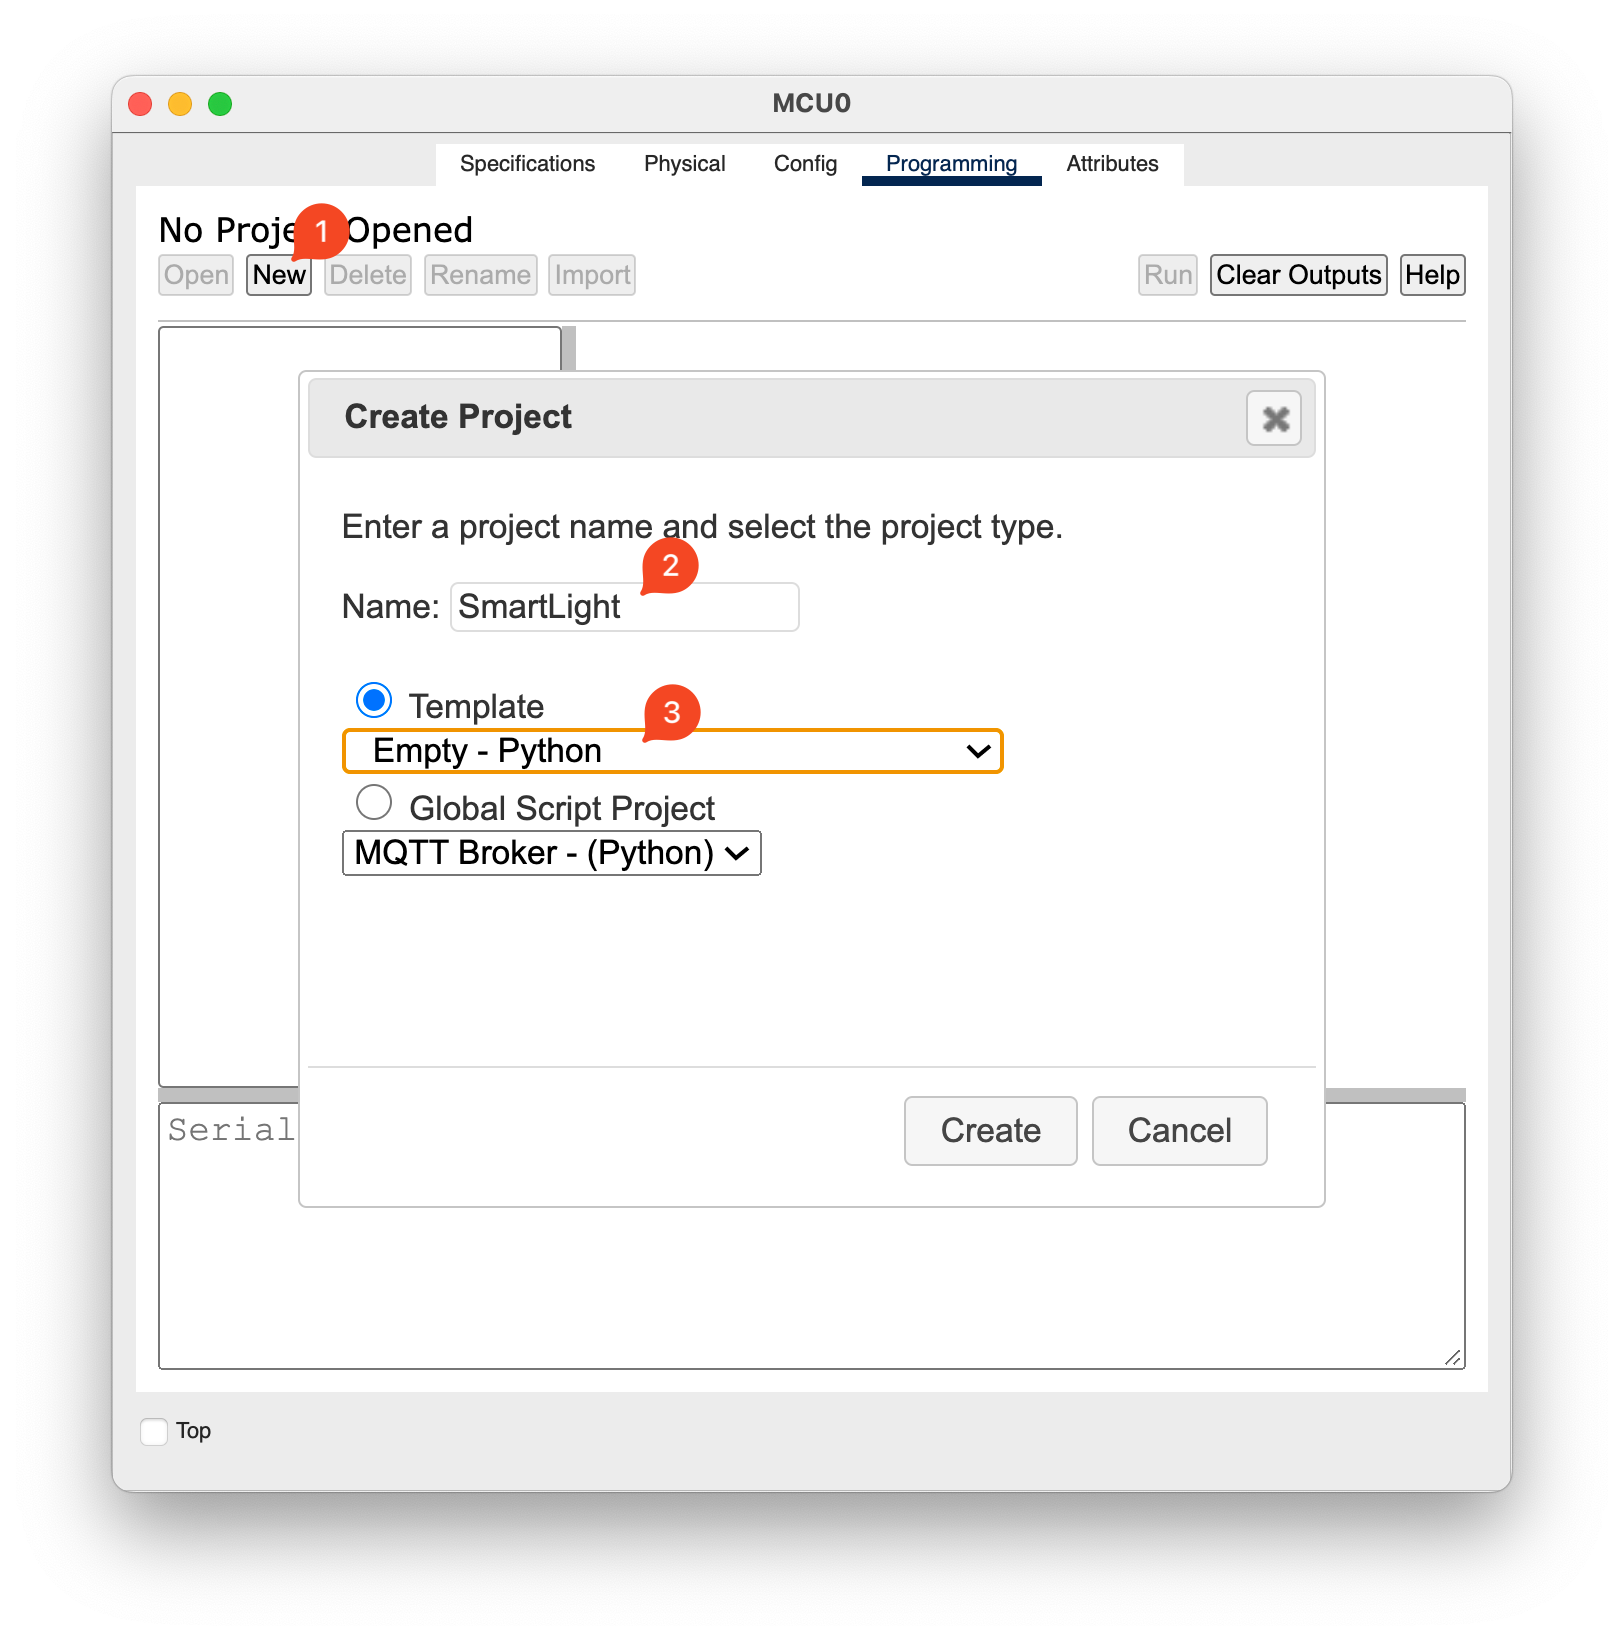 MCU0
Specifications Physical Config Programming Attributes
No Proje Opened
1
Open New Delete Rename Import Run Clear Outputs Help
Create Project
Enter a project name and select the project type.
2
Name: SmartLight
Template
3
Empty - Python
Global Script Project
MQTT Broker - (Python)
Serial
Create Cancel
Top